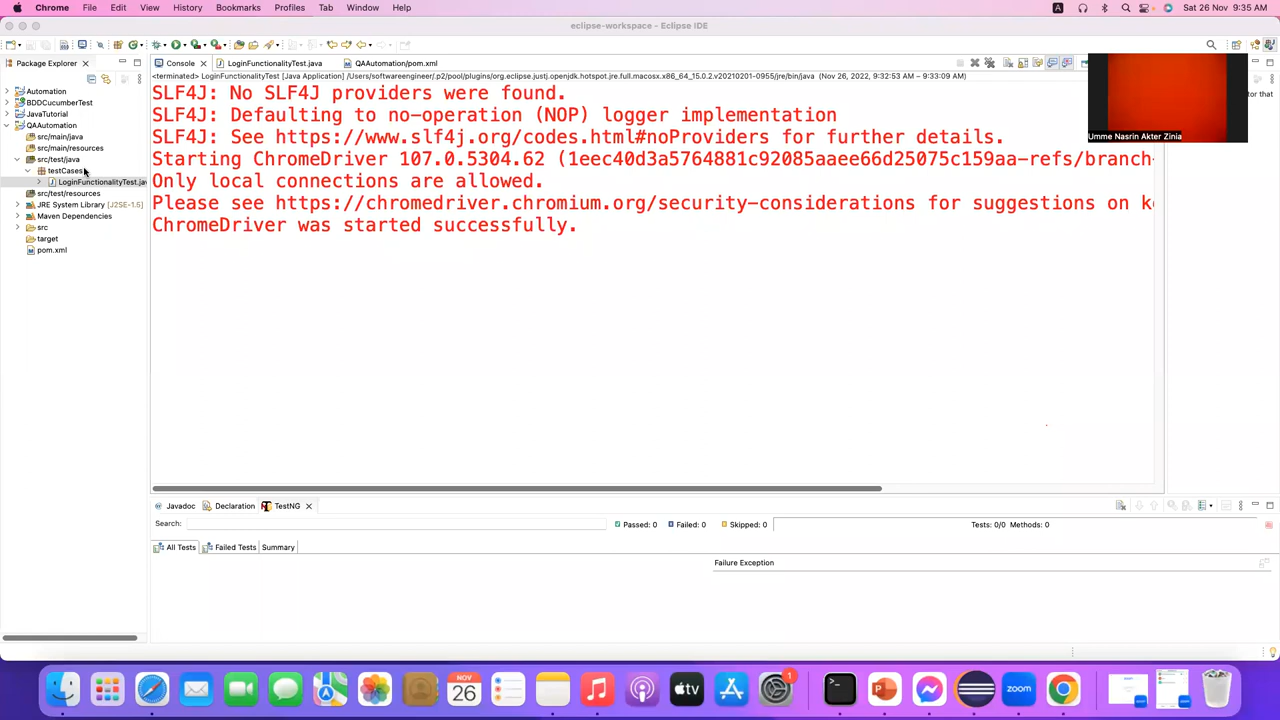 Chrome File Edit View History Bookmarks Profiles Tab Window Help
A Sat 26 Nov 9:35 AM
eclipse-workspace - Eclipse IDE
Package Explorer
Console
LoginFunctionalityTest.java
QAAutomation/pom.xml
<terminated> LoginFunctionalityTest [Java Application] /Users/softwareengineer/.p2/pool/plugins/org.eclipse.justj.openjdk.hotspot.jre.full.macosx.x86_64_15.0.2.v20210201-0955/jre/bin/java (Nov 26, 2022, 9:32:53 AM – 9:33:09 AM)
Automation
BDDCucumberTest
JavaTutorial
QAAutomation
src/main/java
src/main/resources
src/test/java
testCases
LoginFunctionalityTest.jav
src/test/resources
JRE System Library [J2SE-1.5]
Maven Dependencies
src
target
pom.xml
SLF4J: No SLF4J providers were found.
SLF4J: Defaulting to no-operation (NOP) logger implementation
SLF4J: See https://www.slf4j.org/codes.html#noProviders for further details.
Starting ChromeDriver 107.0.5304.62 (1eec40d3a5764881c92085aaee66d25075c159aa-refs/branch-
Only local connections are allowed.
Please see https://chromedriver.chromium.org/security-considerations for suggestions on k
ChromeDriver was started successfully.
Umme Nasrin Akter Zinia
itor that
Javadoc
Declaration
TestNG
Search:
Passed: 0
Failed: 0
Skipped: 0
Tests: 0/0 Methods: 0
All Tests
Failed Tests
Summary
Failure Exception
NOV
26
tv
1
zoom